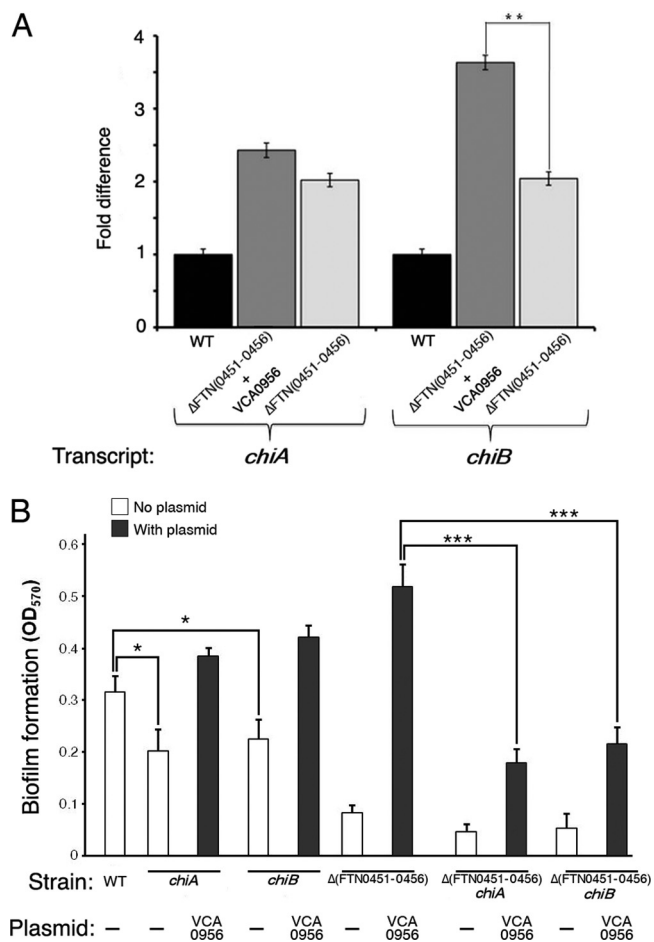 A
**
Fold difference
5
4
3
2
1
0
WT
ΔFTN(0451-0456)
+
VCA0956
ΔFTN(0451-0456)
WT
ΔFTN(0451-0456)
+
VCA0956
ΔFTN(0451-0456)
Transcript: chiA chiB
B
No plasmid
With plasmid
Biofilm formation (OD570)
0.6
0.5
0.4
0.3
0.2
0.1
0
*
*
***
***
Strain: WT chiA chiB Δ(FTN0451-0456) Δ(FTN0451-0456) Δ(FTN0451-0456)
chiA chiB
Plasmid: – – VCA – VCA – VCA – VCA – VCA
0956 0956 0956 0956 0956